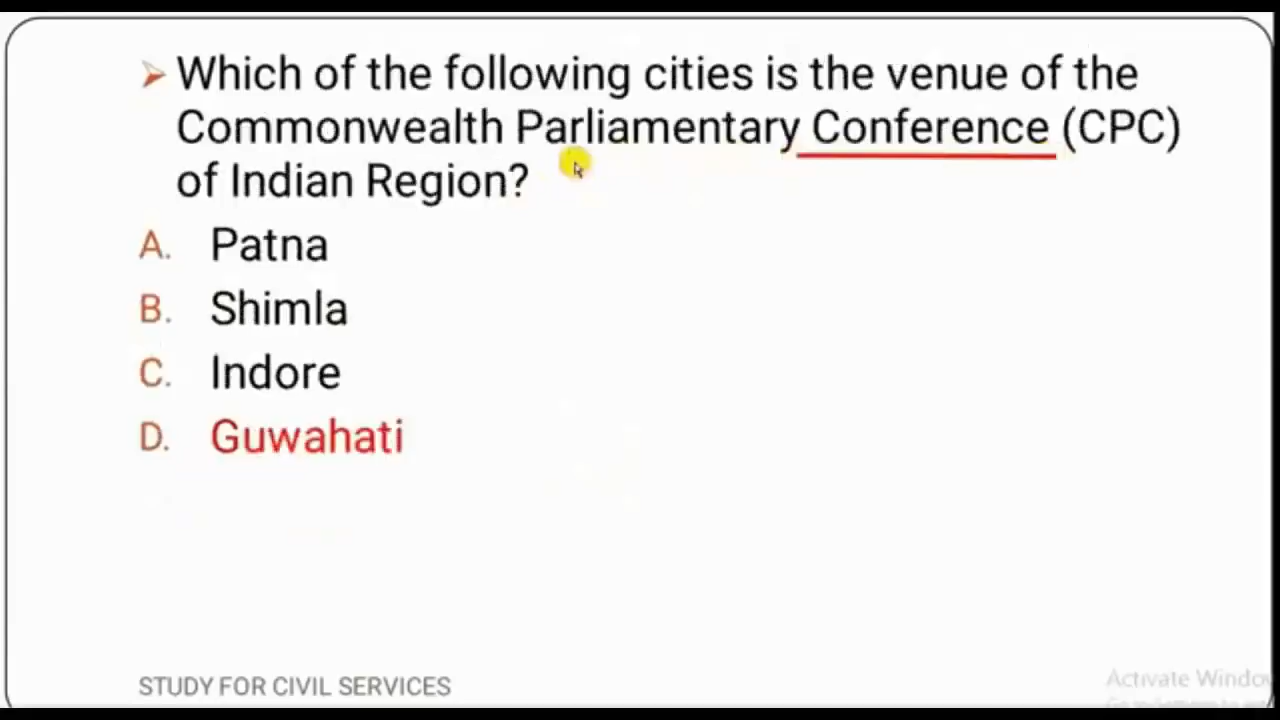 Which of the following cities is the venue of the
Commonwealth Parliamentary Conference (CPC)
of Indian Region?
A. Patna
B. Shimla
C. Indore
D. Guwahati
STUDY FOR CIVIL SERVICES
Activate Window